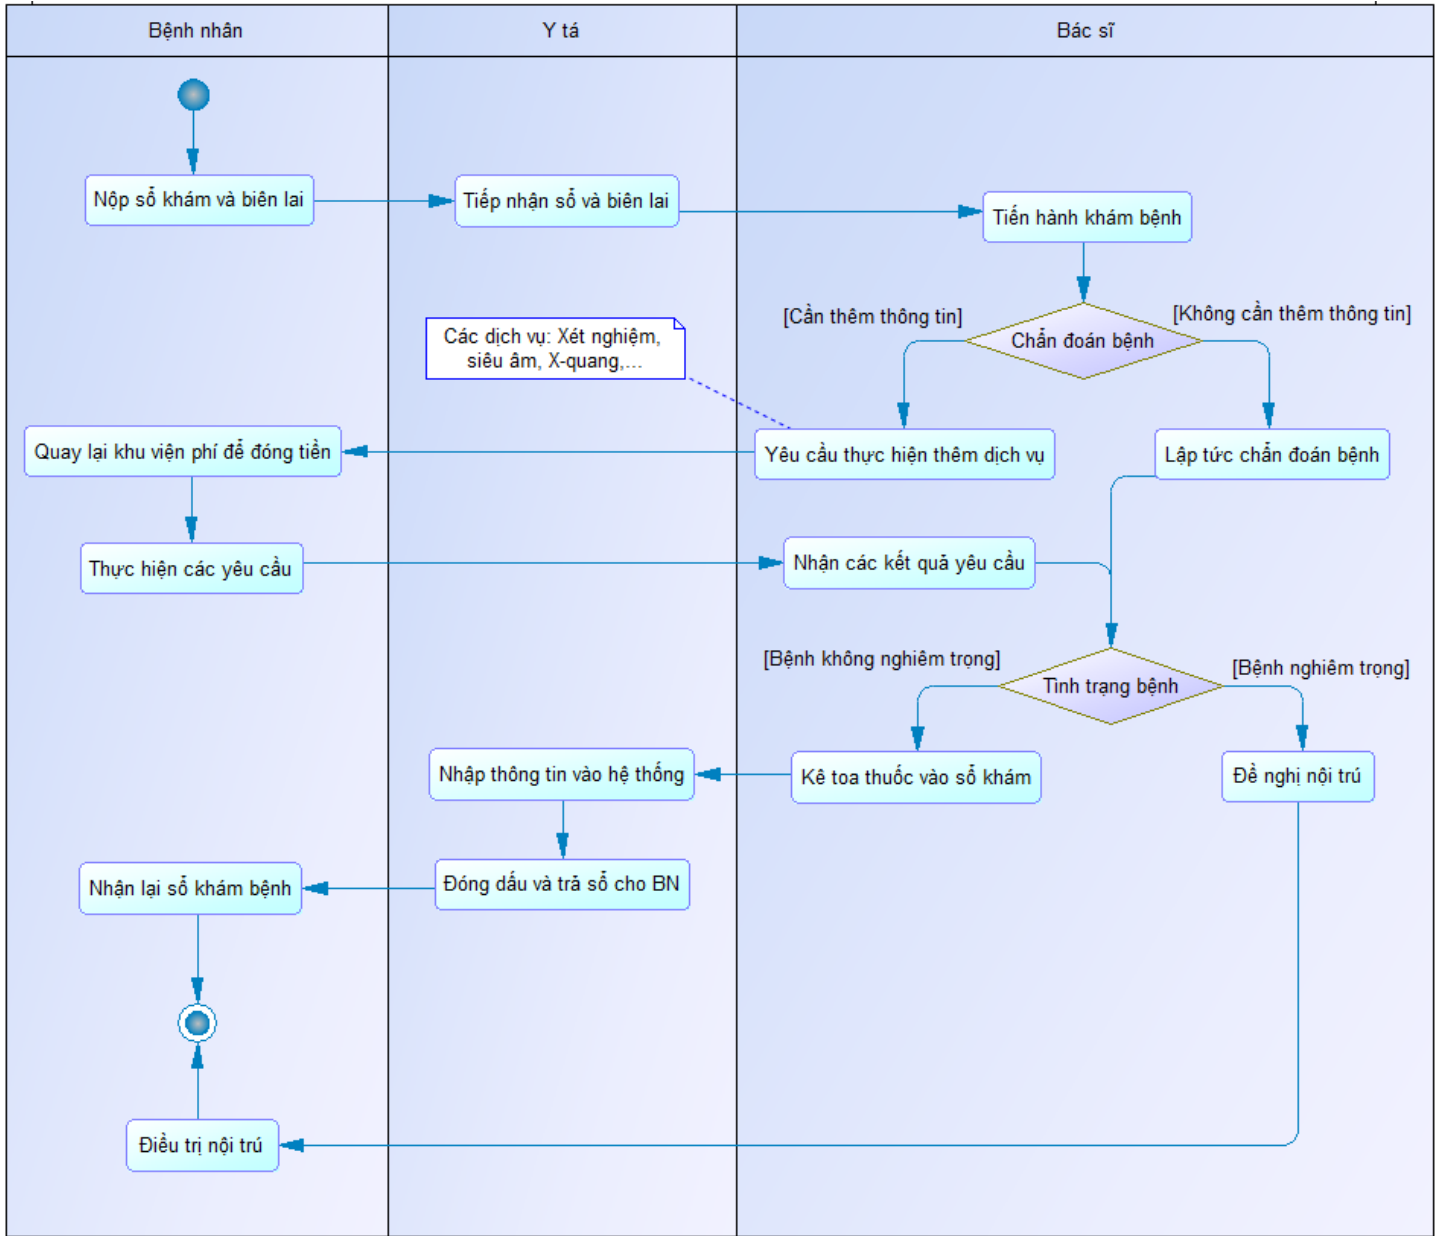 Bệnh nhân
Y tá
Bác sĩ
Nộp sổ khám và biên lai
Tiếp nhận sổ và biên lai
Tiến hành khám bệnh
[Cần thêm thông tin]
[Không cần thêm thông tin]
Chẩn đoán bệnh
Các dịch vụ: Xét nghiệm,
siêu âm, X-quang,...
Quay lại khu viện phí để đóng tiền
Yêu cầu thực hiện thêm dịch vụ
Lập tức chẩn đoán bệnh
Thực hiện các yêu cầu
Nhận các kết quả yêu cầu
[Bệnh không nghiêm trọng]
[Bệnh nghiêm trọng]
Tình trạng bệnh
Nhập thông tin vào hệ thống
Kê toa thuốc vào sổ khám
Đề nghị nội trú
Nhận lại sổ khám bệnh
Đóng dấu và trả sổ cho BN
Điều trị nội trú